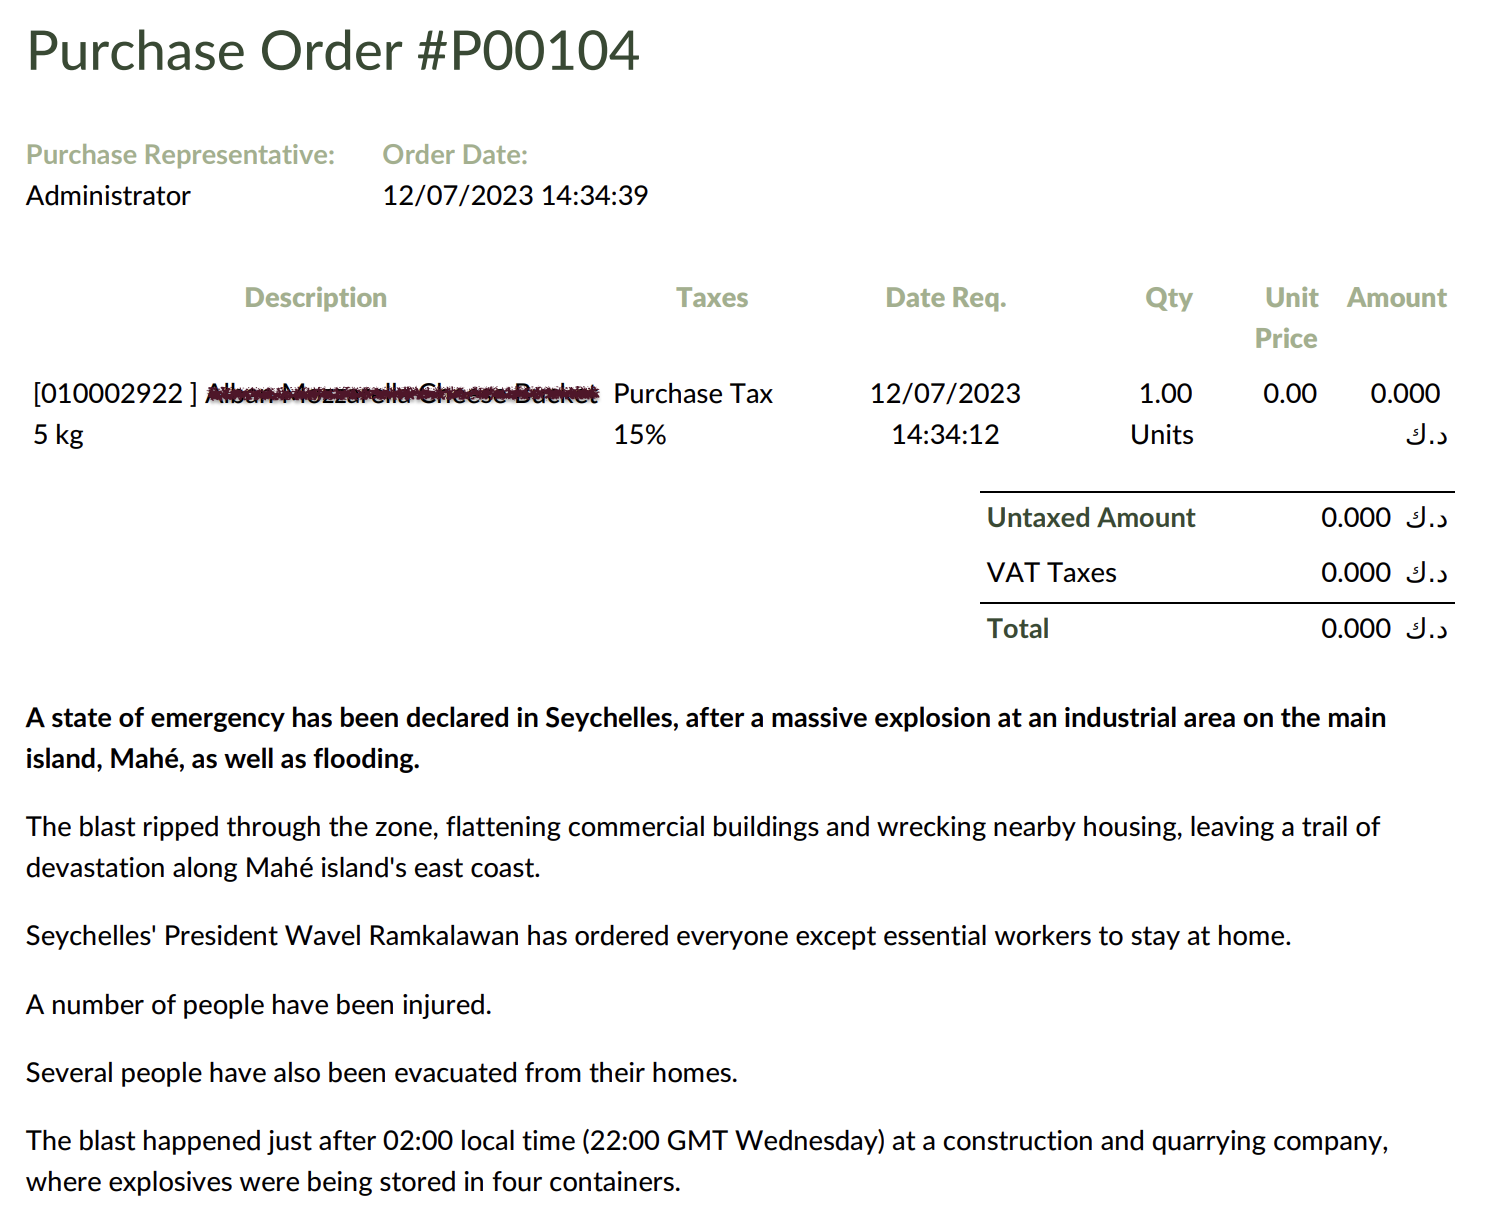 Purchase Order #P00104
Purchase Representative: Order Date:
Administrator 12/07/2023 14:34:39
Description Taxes Date Req. Qty Unit Price Amount
[010002922 ] Alban Mozzarella Cheese Bucket Purchase Tax 12/07/2023 1.00 0.00 0.000
5 kg 15% 14:34:12 Units د.ك
Untaxed Amount 0.000 د.ك
VAT Taxes 0.000 د.ك
Total 0.000 د.ك
A state of emergency has been declared in Seychelles, after a massive explosion at an industrial area on the main
island, Mahé, as well as flooding.
The blast ripped through the zone, flattening commercial buildings and wrecking nearby housing, leaving a trail of
devastation along Mahé island's east coast.
Seychelles' President Wavel Ramkalawan has ordered everyone except essential workers to stay at home.
A number of people have been injured.
Several people have also been evacuated from their homes.
The blast happened just after 02:00 local time (22:00 GMT Wednesday) at a construction and quarrying company,
where explosives were being stored in four containers.